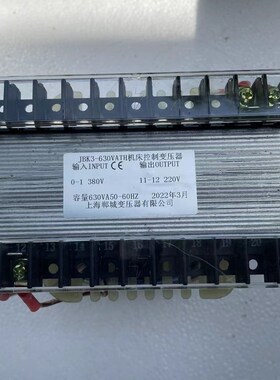 JBK3-630VATH机床控制变压器
输入INPUT CE 输出OUTPUT
0-1 380V 11-12 220V
容量630VA50-60HZ 2022年3月
上海郸城变压器有限公司